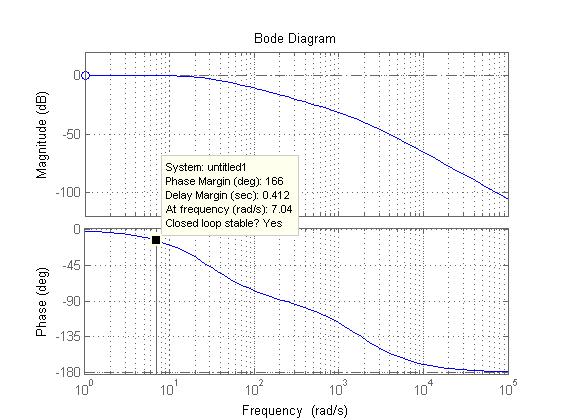 Bode Diagram
Magnitude (dB)
0
-50
-100
System: untitled1
Phase Margin (deg): 166
Delay Margin (sec): 0.412
At frequency (rad/s): 7.04
Closed loop stable? Yes
Phase (deg)
0
-45
-90
-135
-180
10^0 10^1 10^2 10^3 10^4 10^5
Frequency (rad/s)